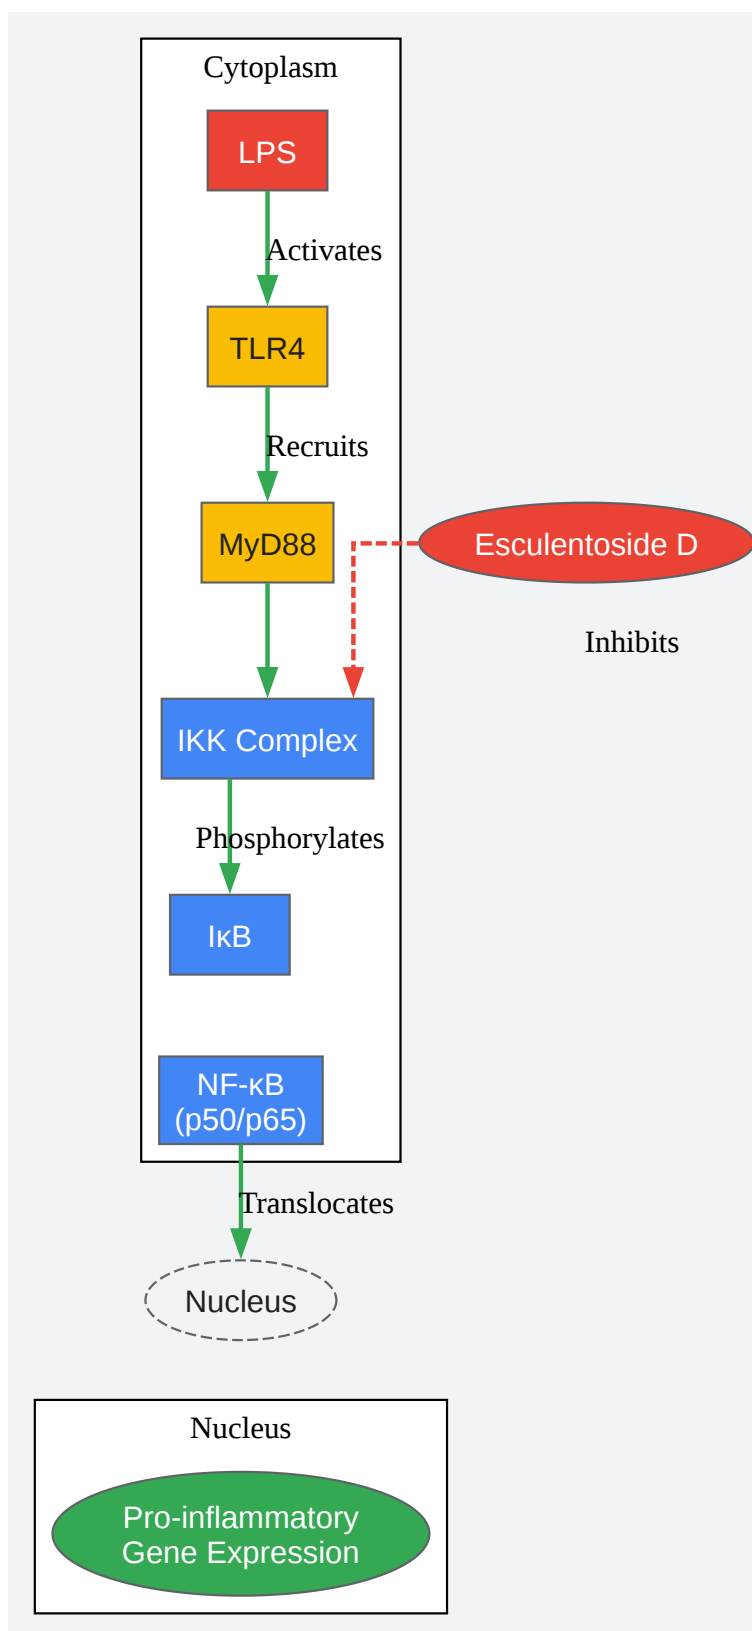 Cytoplasm
LPS
Activates
TLR4
Recruits
MyD88
Esculentoside D
Inhibits
IKK Complex
Phosphorylates
IκB
NF-κB
(p50/p65)
Translocates
Nucleus
Nucleus
Pro-inflammatory
Gene Expression